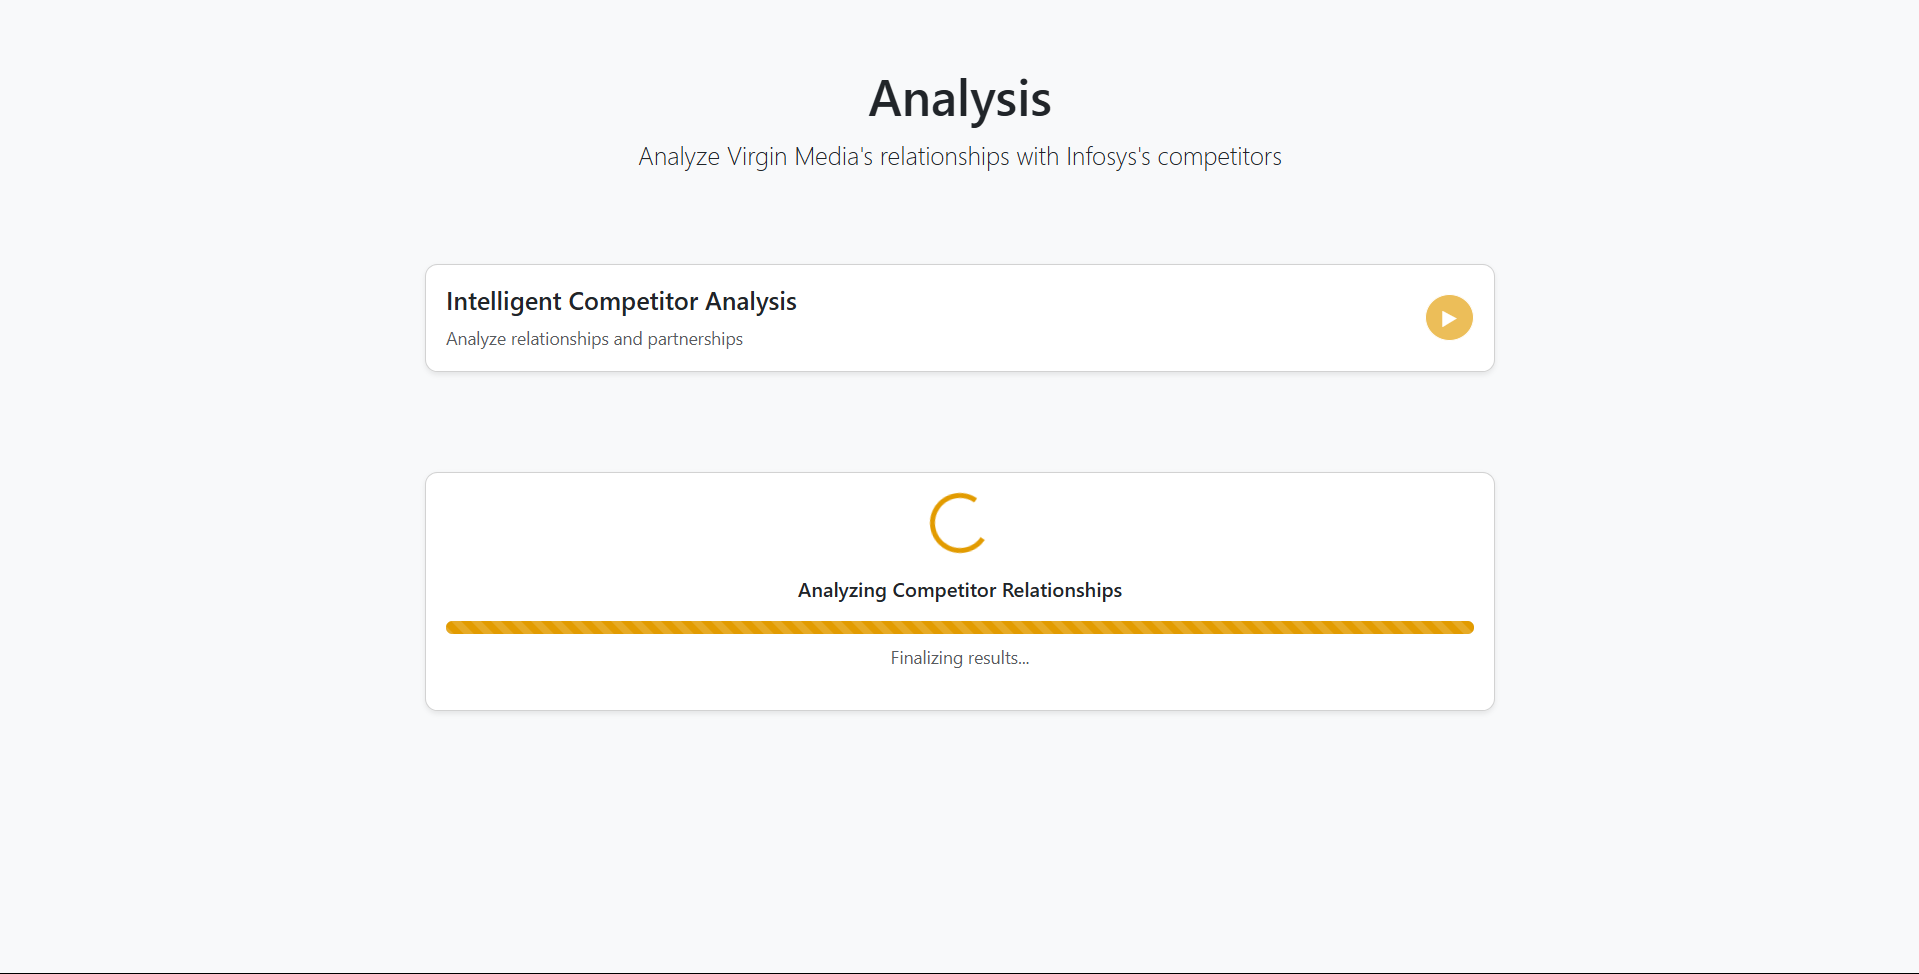 Analysis
Analyze Virgin Media's relationships with Infosys's competitors
Intelligent Competitor Analysis
Analyze relationships and partnerships
Analyzing Competitor Relationships
Finalizing results...